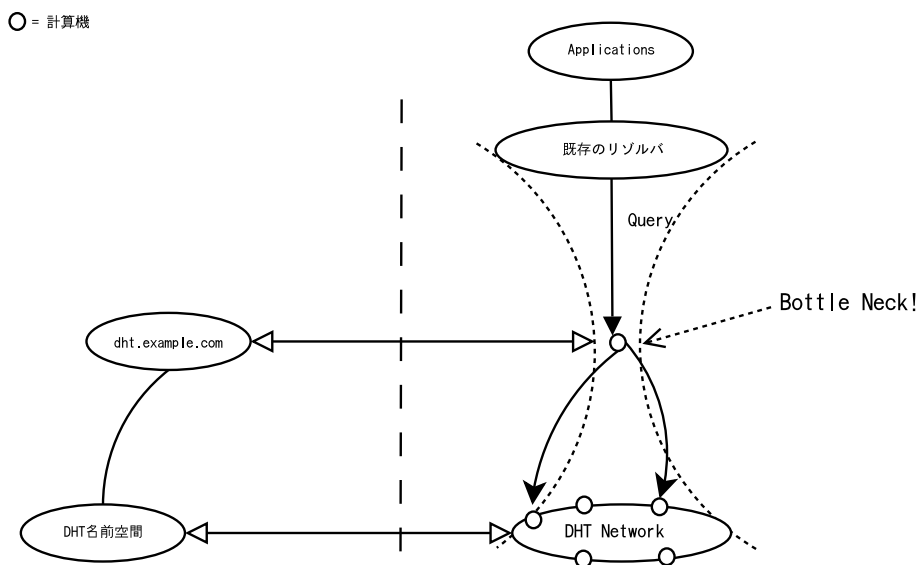 = 計算機
Applications
既存のリゾルバ
Query
Bottle Neck!
dht.example.com
DHT名前空間
DHT Network